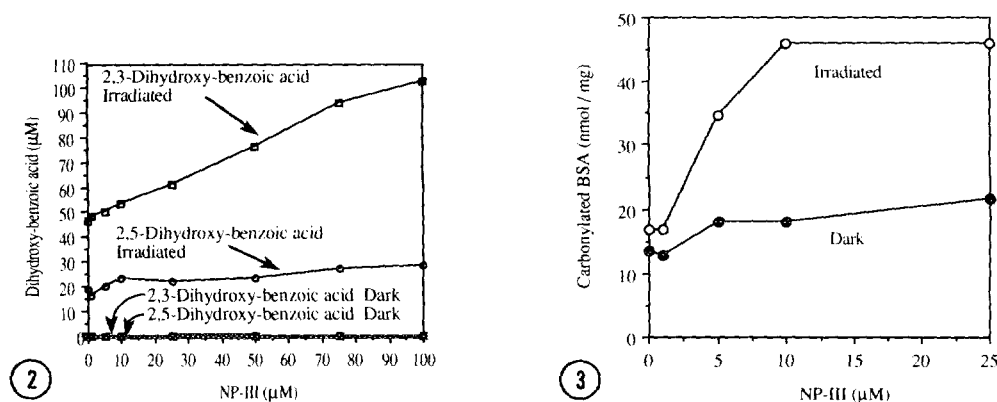 110
100
90
80
70
60
50
40
30
20
10
0
Dihydroxy-benzoic acid (µM)
2,3-Dihydroxy-benzoic acid
Irradiated
2,5-Dihydroxy-benzoic acid
Irradiated
2,3-Dihydroxy-benzoic acid Dark
2,5-Dihydroxy-benzoic acid Dark
0 10 20 30 40 50 60 70 80 90 100
NP-III (µM)
2
50
40
30
20
10
0
Carbonylated BSA (nmol / mg)
Irradiated
Dark
0 5 10 15 20 25
NP-III (µM)
3